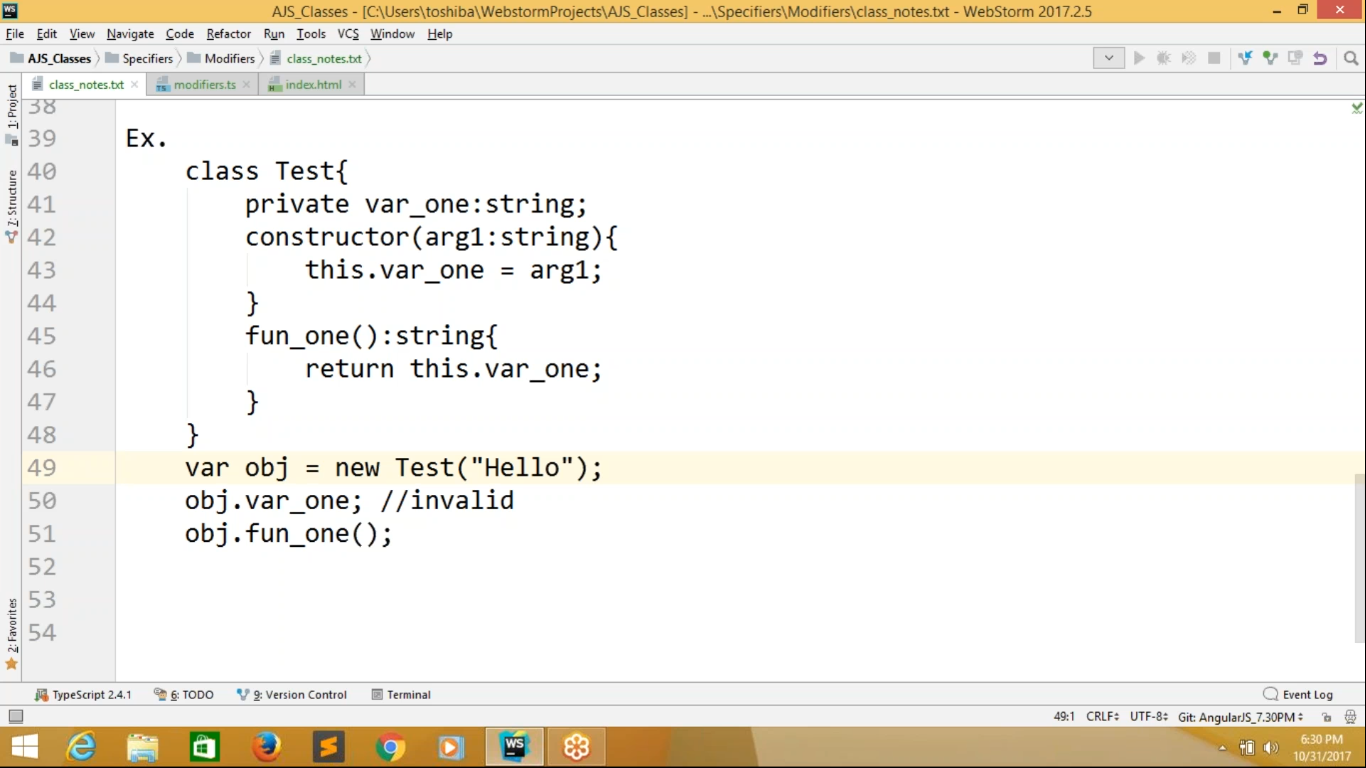 AJS_Classes - [C:\Users\toshiba\WebstormProjects\AJS_Classes] - ...\Specifiers\Modifiers\class_notes.txt - WebStorm 2017.2.5
File Edit View Navigate Code Refactor Run Tools VCS Window Help
AJS_Classes Specifiers Modifiers class_notes.txt
class_notes.txt modifiers.ts index.html
1: Project
7: Structure
2: Favorites
38
39 Ex.
40 class Test{
41 private var_one:string;
42 constructor(arg1:string){
43 this.var_one = arg1;
44 }
45 fun_one():string{
46 return this.var_one;
47 }
48 }
49 var obj = new Test("Hello");
50 obj.var_one; //invalid
51 obj.fun_one();
52
53
54
TypeScript 2.4.1 6: TODO 9: Version Control Terminal Event Log
49:1 CRLF÷ UTF-8÷ Git: AngularJS_7.30PM÷
WS
6:30 PM
10/31/2017